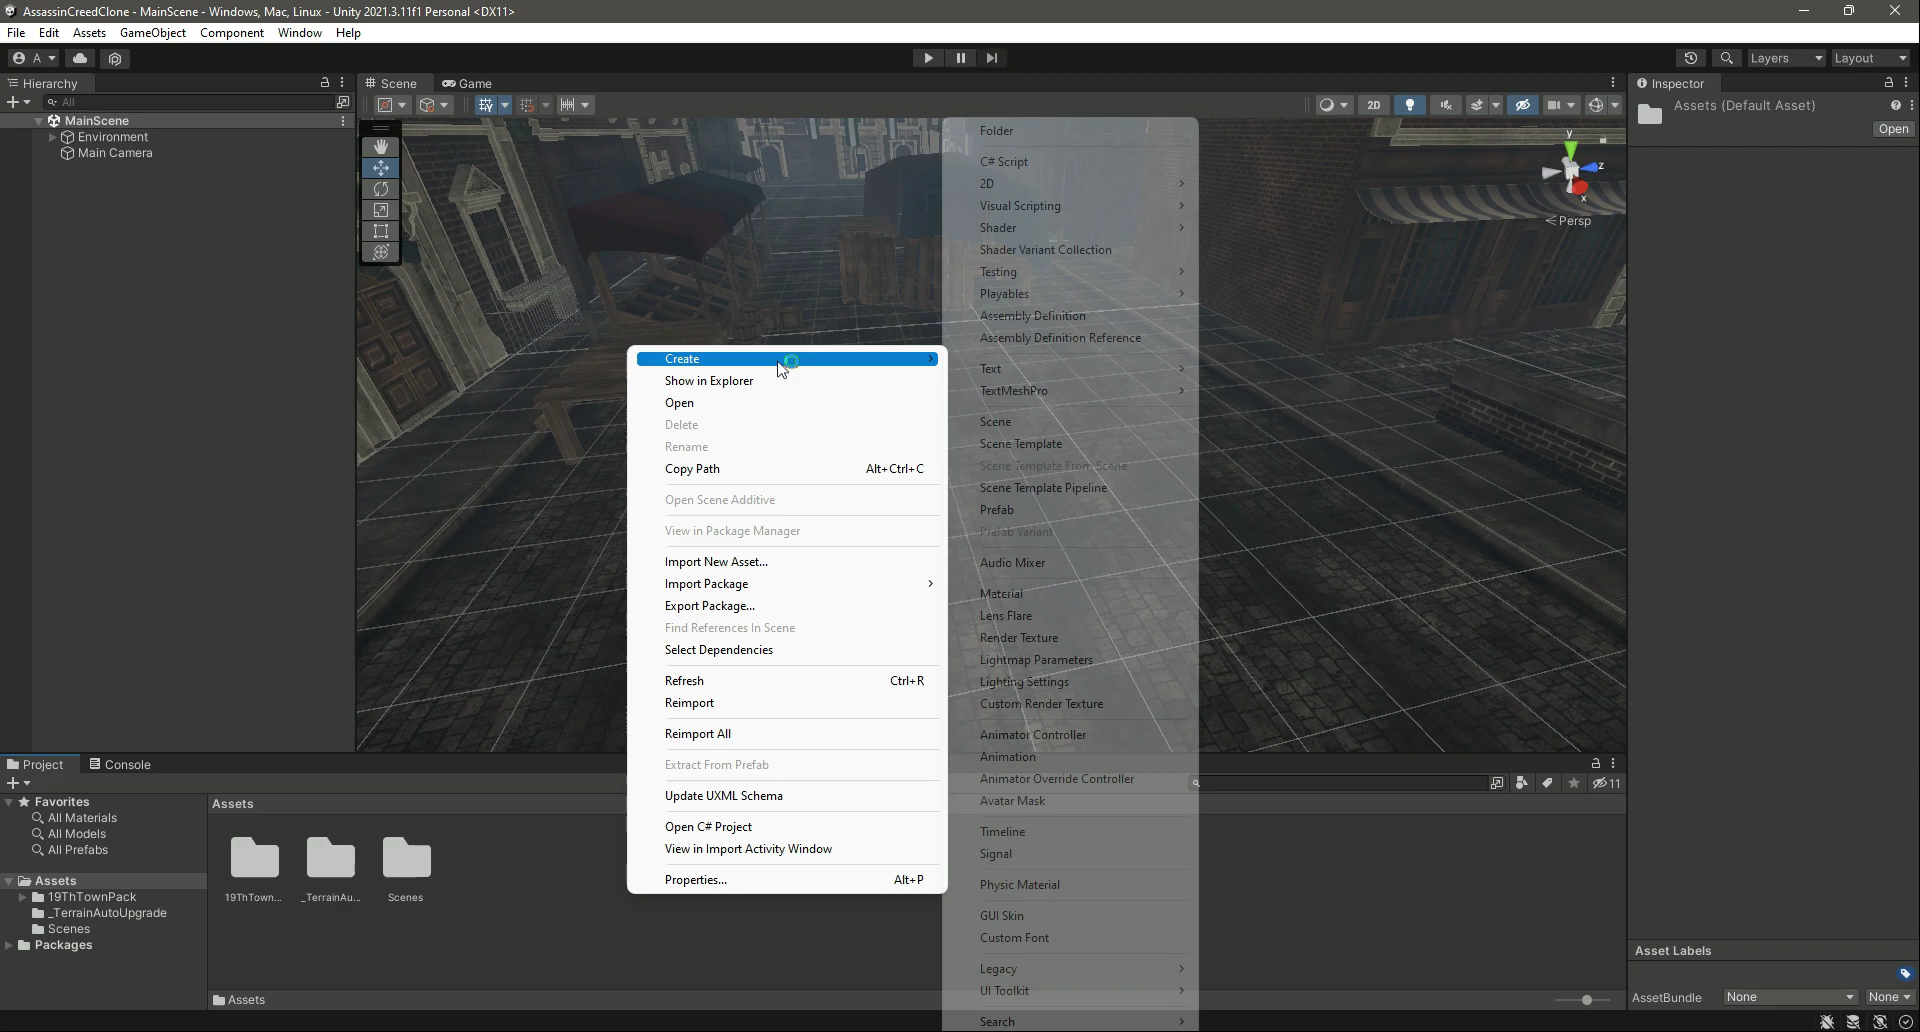 AssassinCreedClone - MainScene - Windows, Mac, Linux - Unity 2021.3.11f1 Personal <DX11>
File Edit Assets GameObject Component Window Help
A Layers Layout
Hierarchy
All
MainScene
Environment
Main Camera
Scene Game
2D
y
z
x
Persp
Inspector
Assets (Default Asset)
Open
Create
Show in Explorer
Open
Delete
Rename
Copy Path Alt+Ctrl+C
Open Scene Additive
View in Package Manager
Import New Asset...
Import Package
Export Package...
Find References In Scene
Select Dependencies
Refresh Ctrl+R
Reimport
Reimport All
Extract From Prefab
Update UXML Schema
Open C# Project
View in Import Activity Window
Properties... Alt+P
Folder
C# Script
2D
Visual Scripting
Shader
Shader Variant Collection
Testing
Playables
Assembly Definition
Assembly Definition Reference
Text
TextMeshPro
Scene
Scene Template
Scene Template From Scene
Scene Template Pipeline
Prefab
Prefab Variant
Audio Mixer
Material
Lens Flare
Render Texture
Lightmap Parameters
Lighting Settings
Custom Render Texture
Animator Controller
Animation
Animator Override Controller
Avatar Mask
Timeline
Signal
Physic Material
GUI Skin
Custom Font
Legacy
UI Toolkit
Search
Project Console
11
Favorites
All Materials
All Models
All Prefabs
Assets
19ThTownPack
_TerrainAutoUpgrade
Scenes
Packages
Assets
19ThTown... _TerrainAu... Scenes
Assets
Asset Labels
AssetBundle None None